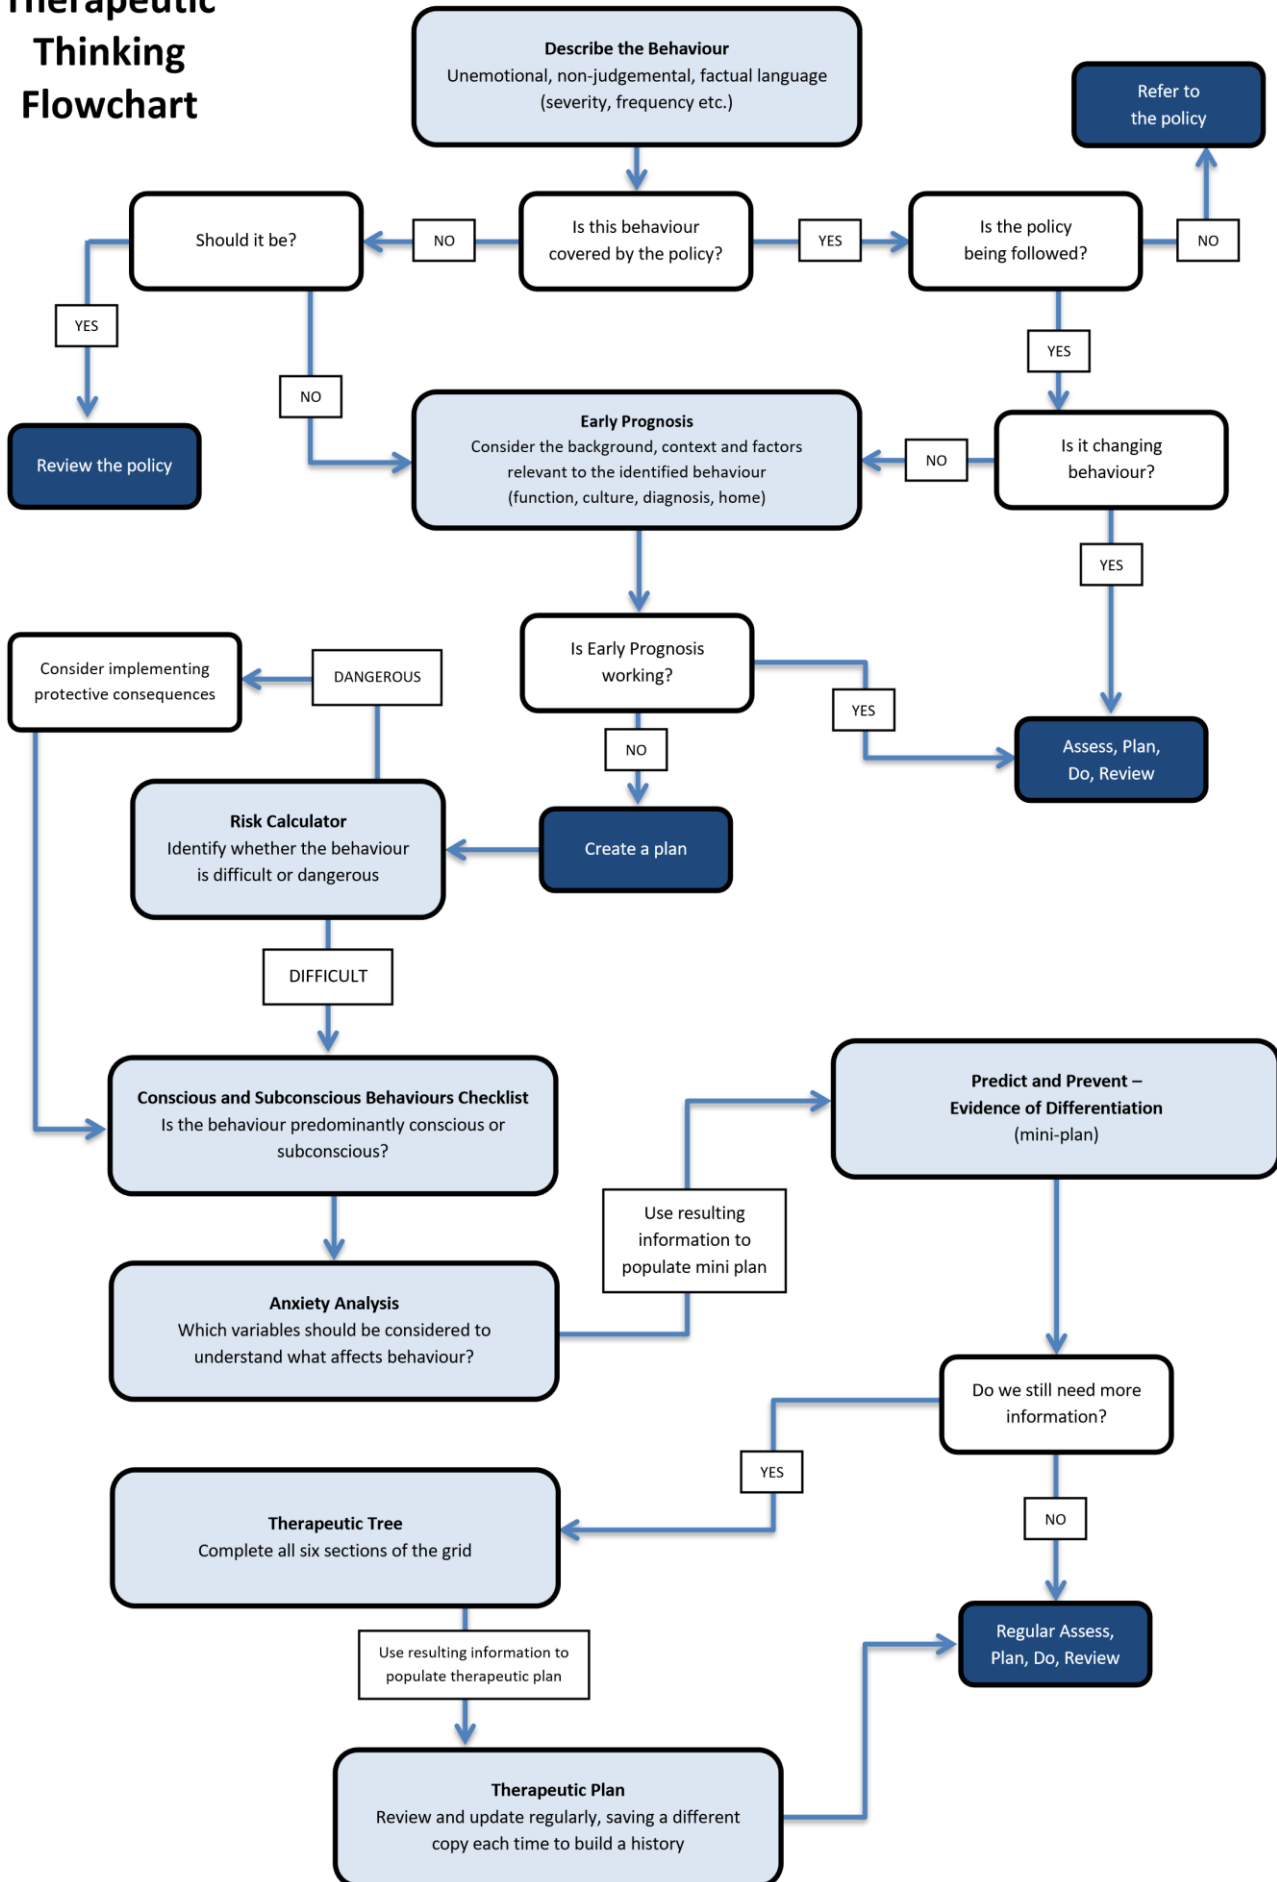 Therapeutic
Thinking
Flowchart
Describe the Behaviour
Unemotional, non-judgemental, factual language
(severity, frequency etc.)
Refer to
the policy
Should it be?
NO
Is this behaviour
covered by the policy?
YES
Is the policy
being followed?
NO
YES
YES
NO
Review the policy
Early Prognosis
Consider the background, context and factors
relevant to the identified behaviour
(function, culture, diagnosis, home)
NO
Is it changing
behaviour?
YES
Consider implementing
protective consequences
DANGEROUS
Is Early Prognosis
working?
YES
NO
Assess, Plan,
Do, Review
Risk Calculator
Identify whether the behaviour
is difficult or dangerous
Create a plan
DIFFICULT
Conscious and Subconscious Behaviours Checklist
Is the behaviour predominantly conscious or
subconscious?
Predict and Prevent –
Evidence of Differentiation
(mini-plan)
Use resulting
information to
populate mini plan
Anxiety Analysis
Which variables should be considered to
understand what affects behaviour?
Do we still need more
information?
YES
NO
Therapeutic Tree
Complete all six sections of the grid
Use resulting information to
populate therapeutic plan
Regular Assess,
Plan, Do, Review
Therapeutic Plan
Review and update regularly, saving a different
copy each time to build a history